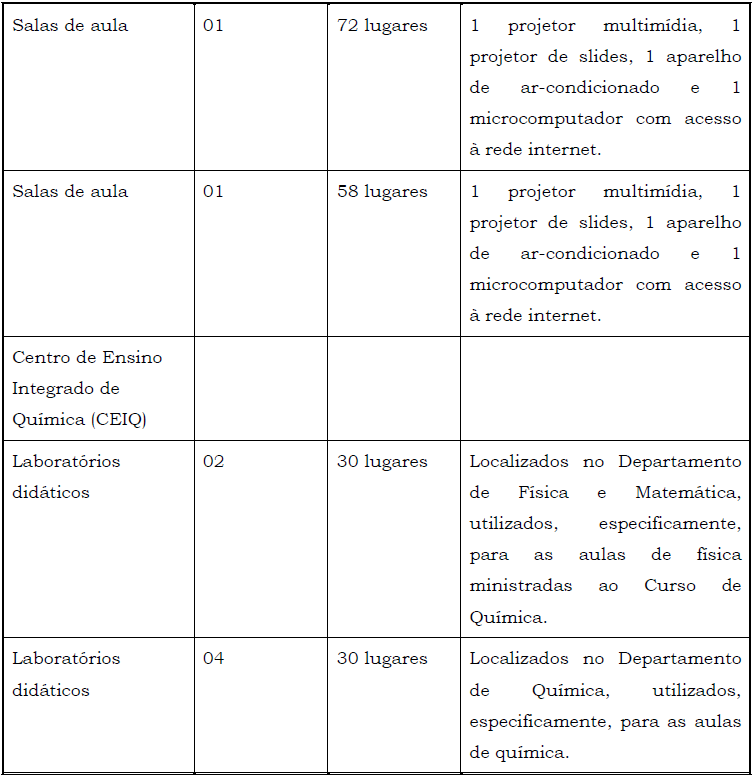 Salas de aula 01 72 lugares 1 projetor multimídia, 1
projetor de slides, 1 aparelho
de ar-condicionado e 1
microcomputador com acesso
à rede internet.
Salas de aula 01 58 lugares 1 projetor multimídia, 1
projetor de slides, 1 aparelho
de ar-condicionado e 1
microcomputador com acesso
à rede internet.
Centro de Ensino
Integrado de
Química (CEIQ)
Laboratórios 02 30 lugares Localizados no Departamento
didáticos de Física e Matemática,
utilizados, especificamente,
para as aulas de física
ministradas ao Curso de
Química.
Laboratórios 04 30 lugares Localizados no Departamento
didáticos de Química, utilizados,
especificamente, para as aulas
de química.